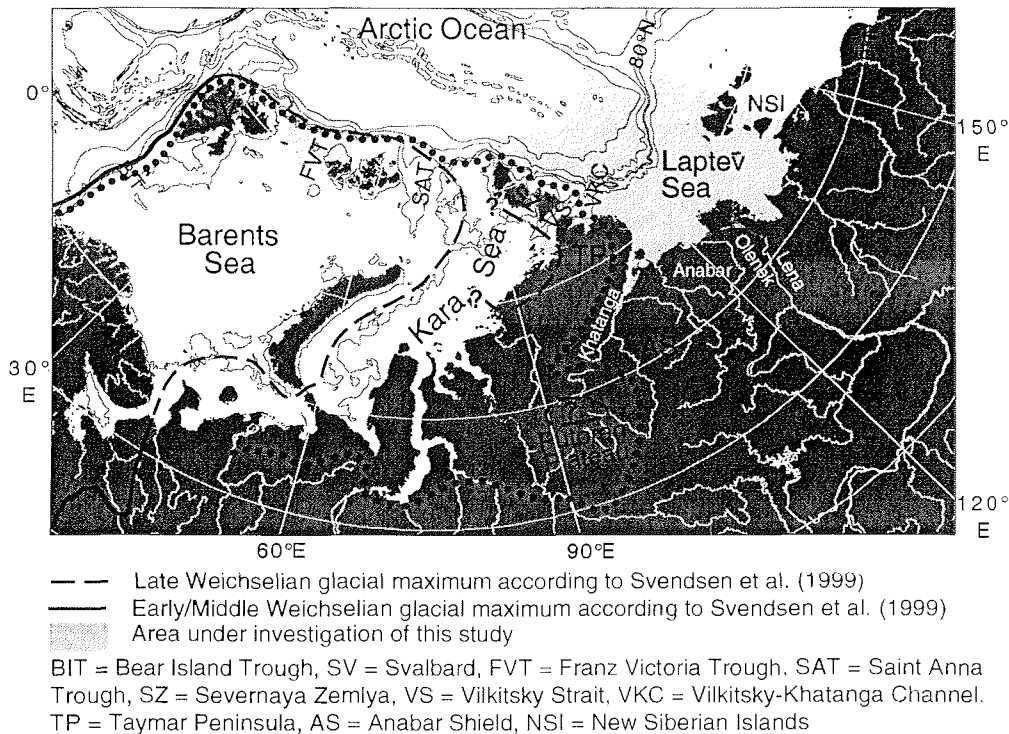 Arctic Ocean
80°N
0°
NSI
150°
E
FVT
SAT
VKC
VS
Laptev
Sea
Barents
Sea
Kara ?
Sea
TP
Anabar
Olenek
Lena
Khatanga
AS
30°
E
Putoran
Plateau
120°
E
60°E
90°E
Late Weichselian glacial maximum according to Svendsen et al. (1999)
Early/Middle Weichselian glacial maximum according to Svendsen et al. (1999)
Area under investigation of this study
BIT = Bear Island Trough, SV = Svalbard, FVT = Franz Victoria Trough, SAT = Saint Anna
Trough, SZ = Severnaya Zemlya, VS = Vilkitsky Strait, VKC = Vilkitsky-Khatanga Channel.
TP = Taymar Peninsula, AS = Anabar Shield, NSI = New Siberian Islands